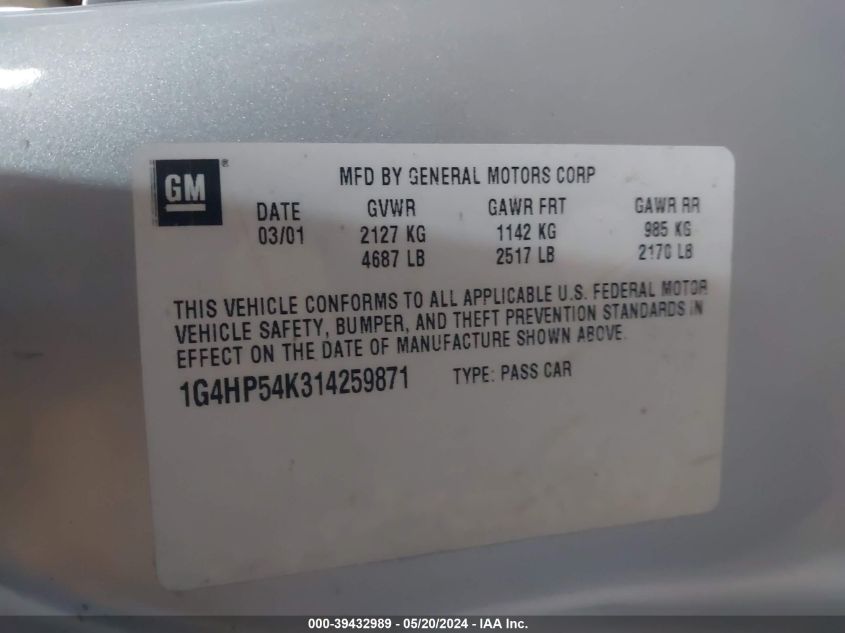 GM®
MFD BY GENERAL MOTORS CORP
DATE GVWR GAWR FRT GAWR RR
03/01 2127 KG 1142 KG 985 KG
4687 LB 2517 LB 2170 LB
THIS VEHICLE CONFORMS TO ALL APPLICABLE U.S. FEDERAL MOTOR
VEHICLE SAFETY, BUMPER, AND THEFT PREVENTION STANDARDS IN
EFFECT ON THE DATE OF MANUFACTURE SHOWN ABOVE.
1G4HP54K314259871 TYPE: PASS CAR
000-39432989 | 05/20/2024 - IAA Inc.